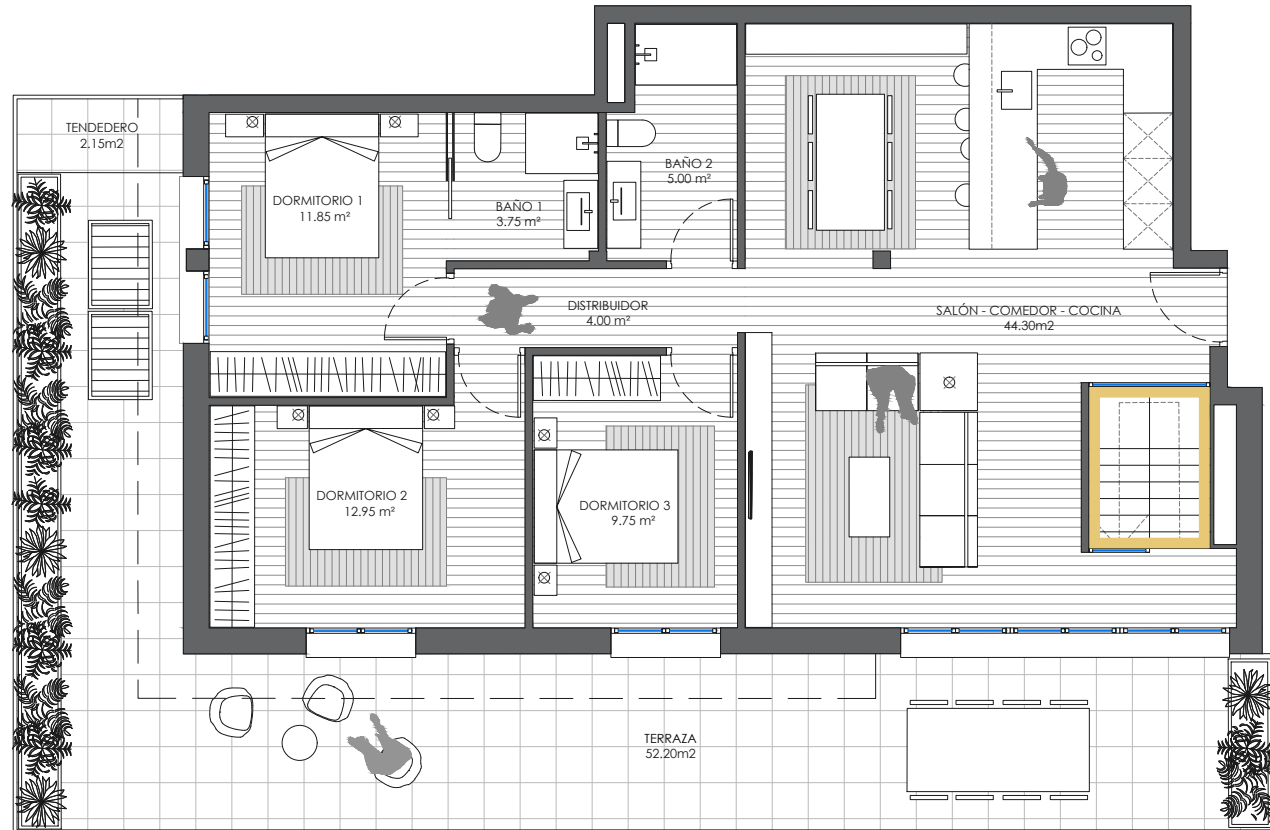 TENDEDERO
2.15m2
DORMITORIO 1
11.85 m²
BAÑO 1
3.75 m²
BAÑO 2
5.00 m²
DISTRIBUIDOR
4.00 m²
SALÓN - COMEDOR - COCINA
44.30m2
DORMITORIO 2
12.95 m²
DORMITORIO 3
9.75 m²
TERRAZA
52.20m2